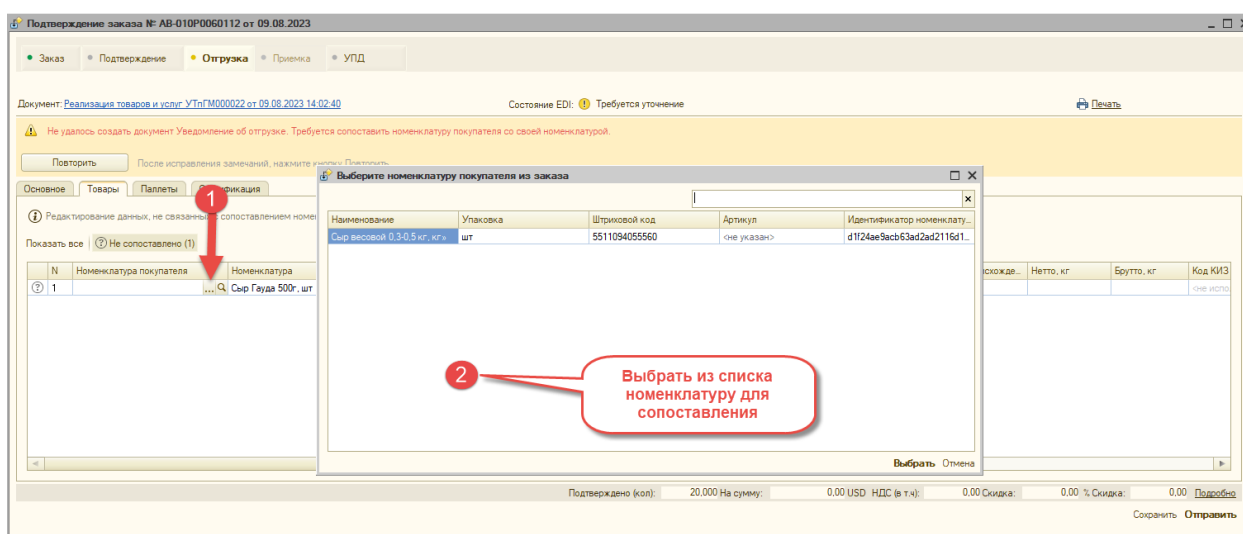 Подтверждение заказа № АВ-010Р0060112 от 09.08.2023
Заказ Подтверждение Отгрузка Приемка УПД
Документ: Реализация товаров и услуг УТпГМ000022 от 09.08.2023 14:02:40 Состояние EDI: Требуется уточнение Печать
Не удалось создать документ Уведомление об отгрузке. Требуется сопоставить номенклатуру покупателя со своей номенклатурой.
Повторить После исправления замечаний, нажмите кнопку Повторить
Выберите номенклатуру покупателя из заказа
Основное Товары Паллеты
1
Редактирование данных, не связанных с сопоставлением
Показать все Не сопоставлено (1)
Наименование Упаковка Штриховой код Артикул Идентификатор номенклату...
Сыр весовой 0,3-0,5 кг, кг» шт 5511094055560 <не указан> d1f24ae9acb63ad2ad2116d1...
N Номенклатура покупателя Номенклатура Нетто, кг Брутто, кг Код КИЗ
1 ... Сыр Гауда 500г, шт
2
Выбрать из списка
номенклатуру для
сопоставления
Выбрать Отмена
Подтверждено (кол): 20,000 На сумму: 0,00 USD НДС (в т.ч): 0,00 Скидка: 0,00 % Скидка: 0,00 Подробно
Сохранить Отправить